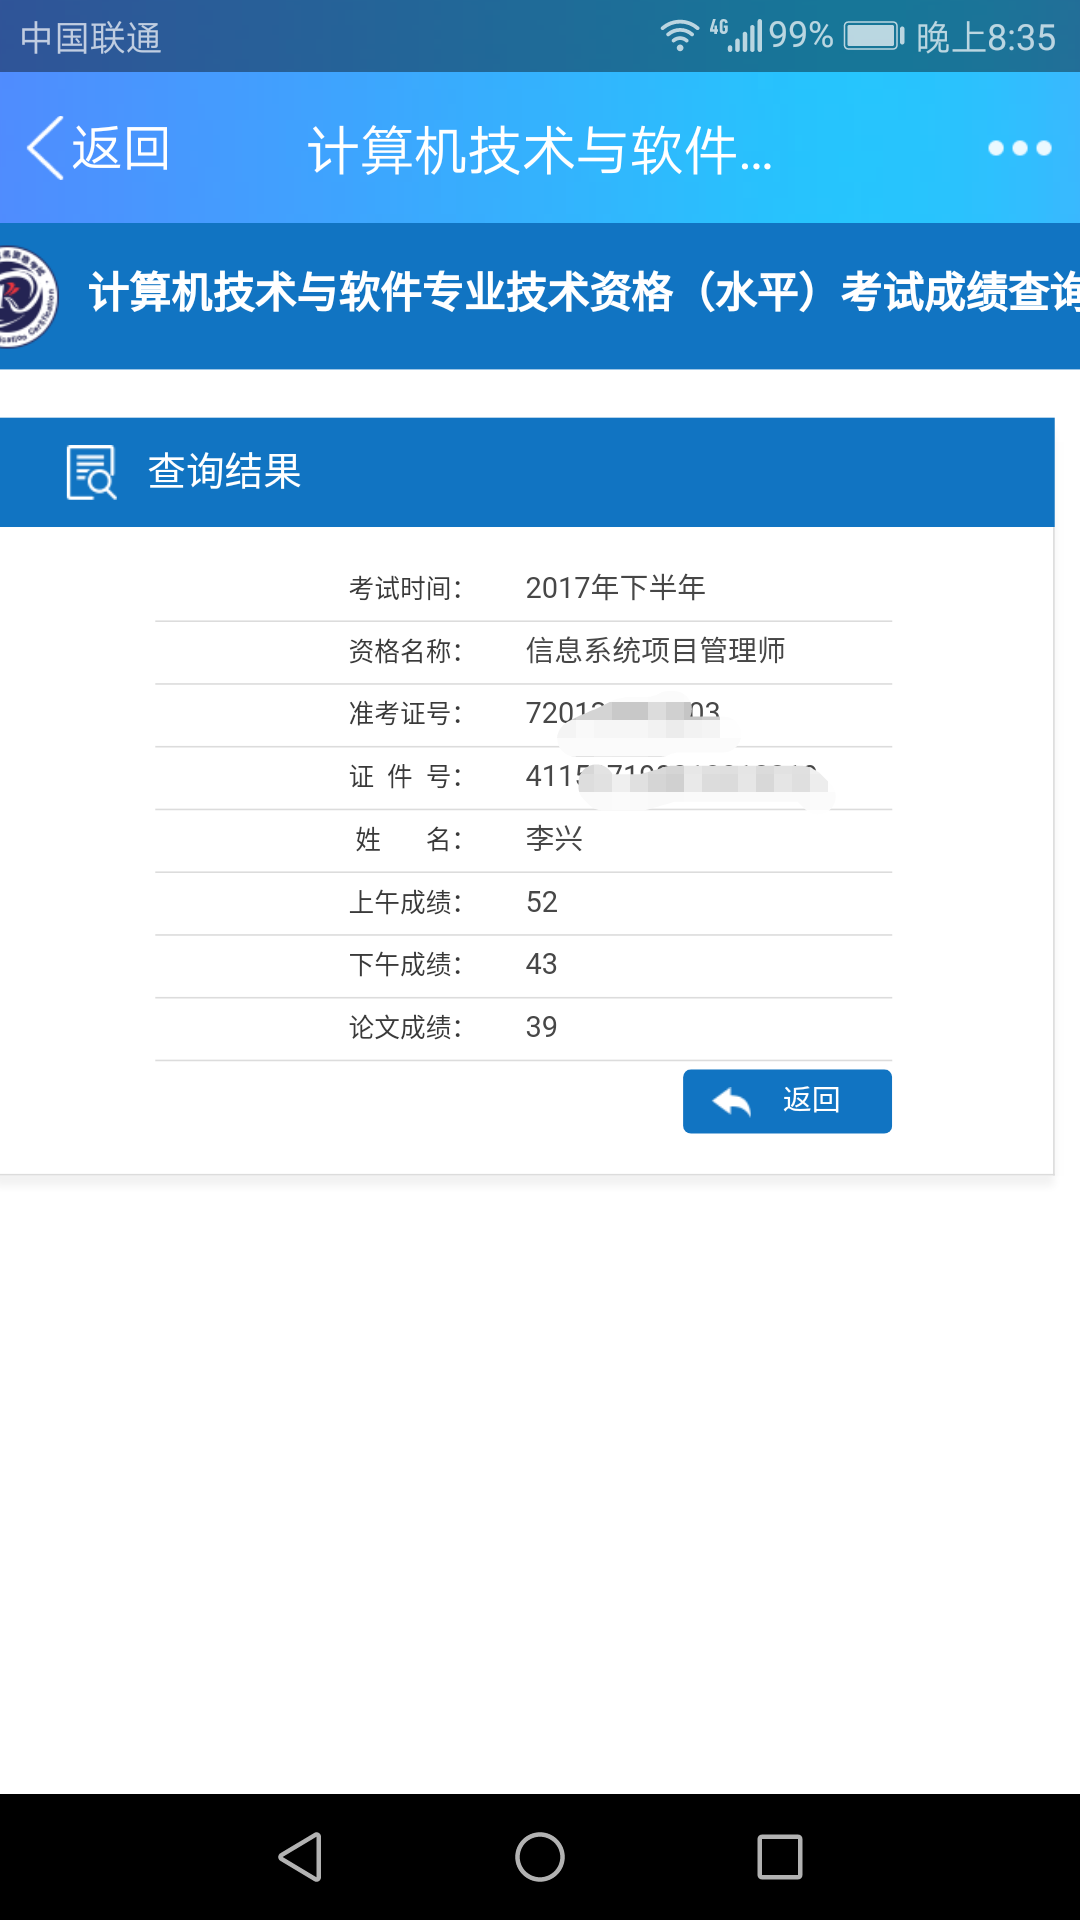 中国联通 4G 99% 晚上8:35
返回 计算机技术与软件...
计算机技术与软件专业技术资格（水平）考试成绩查询
查询结果
考试时间： 2017年下半年
资格名称： 信息系统项目管理师
准考证号：
证 件 号：
姓 名： 李兴
上午成绩： 52
下午成绩： 43
论文成绩： 39
返回